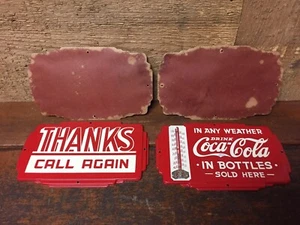 THANKS
CALL AGAIN
IN ANY WEATHER
DRINK
Coca-Cola
IN BOTTLES
SOLD HERE